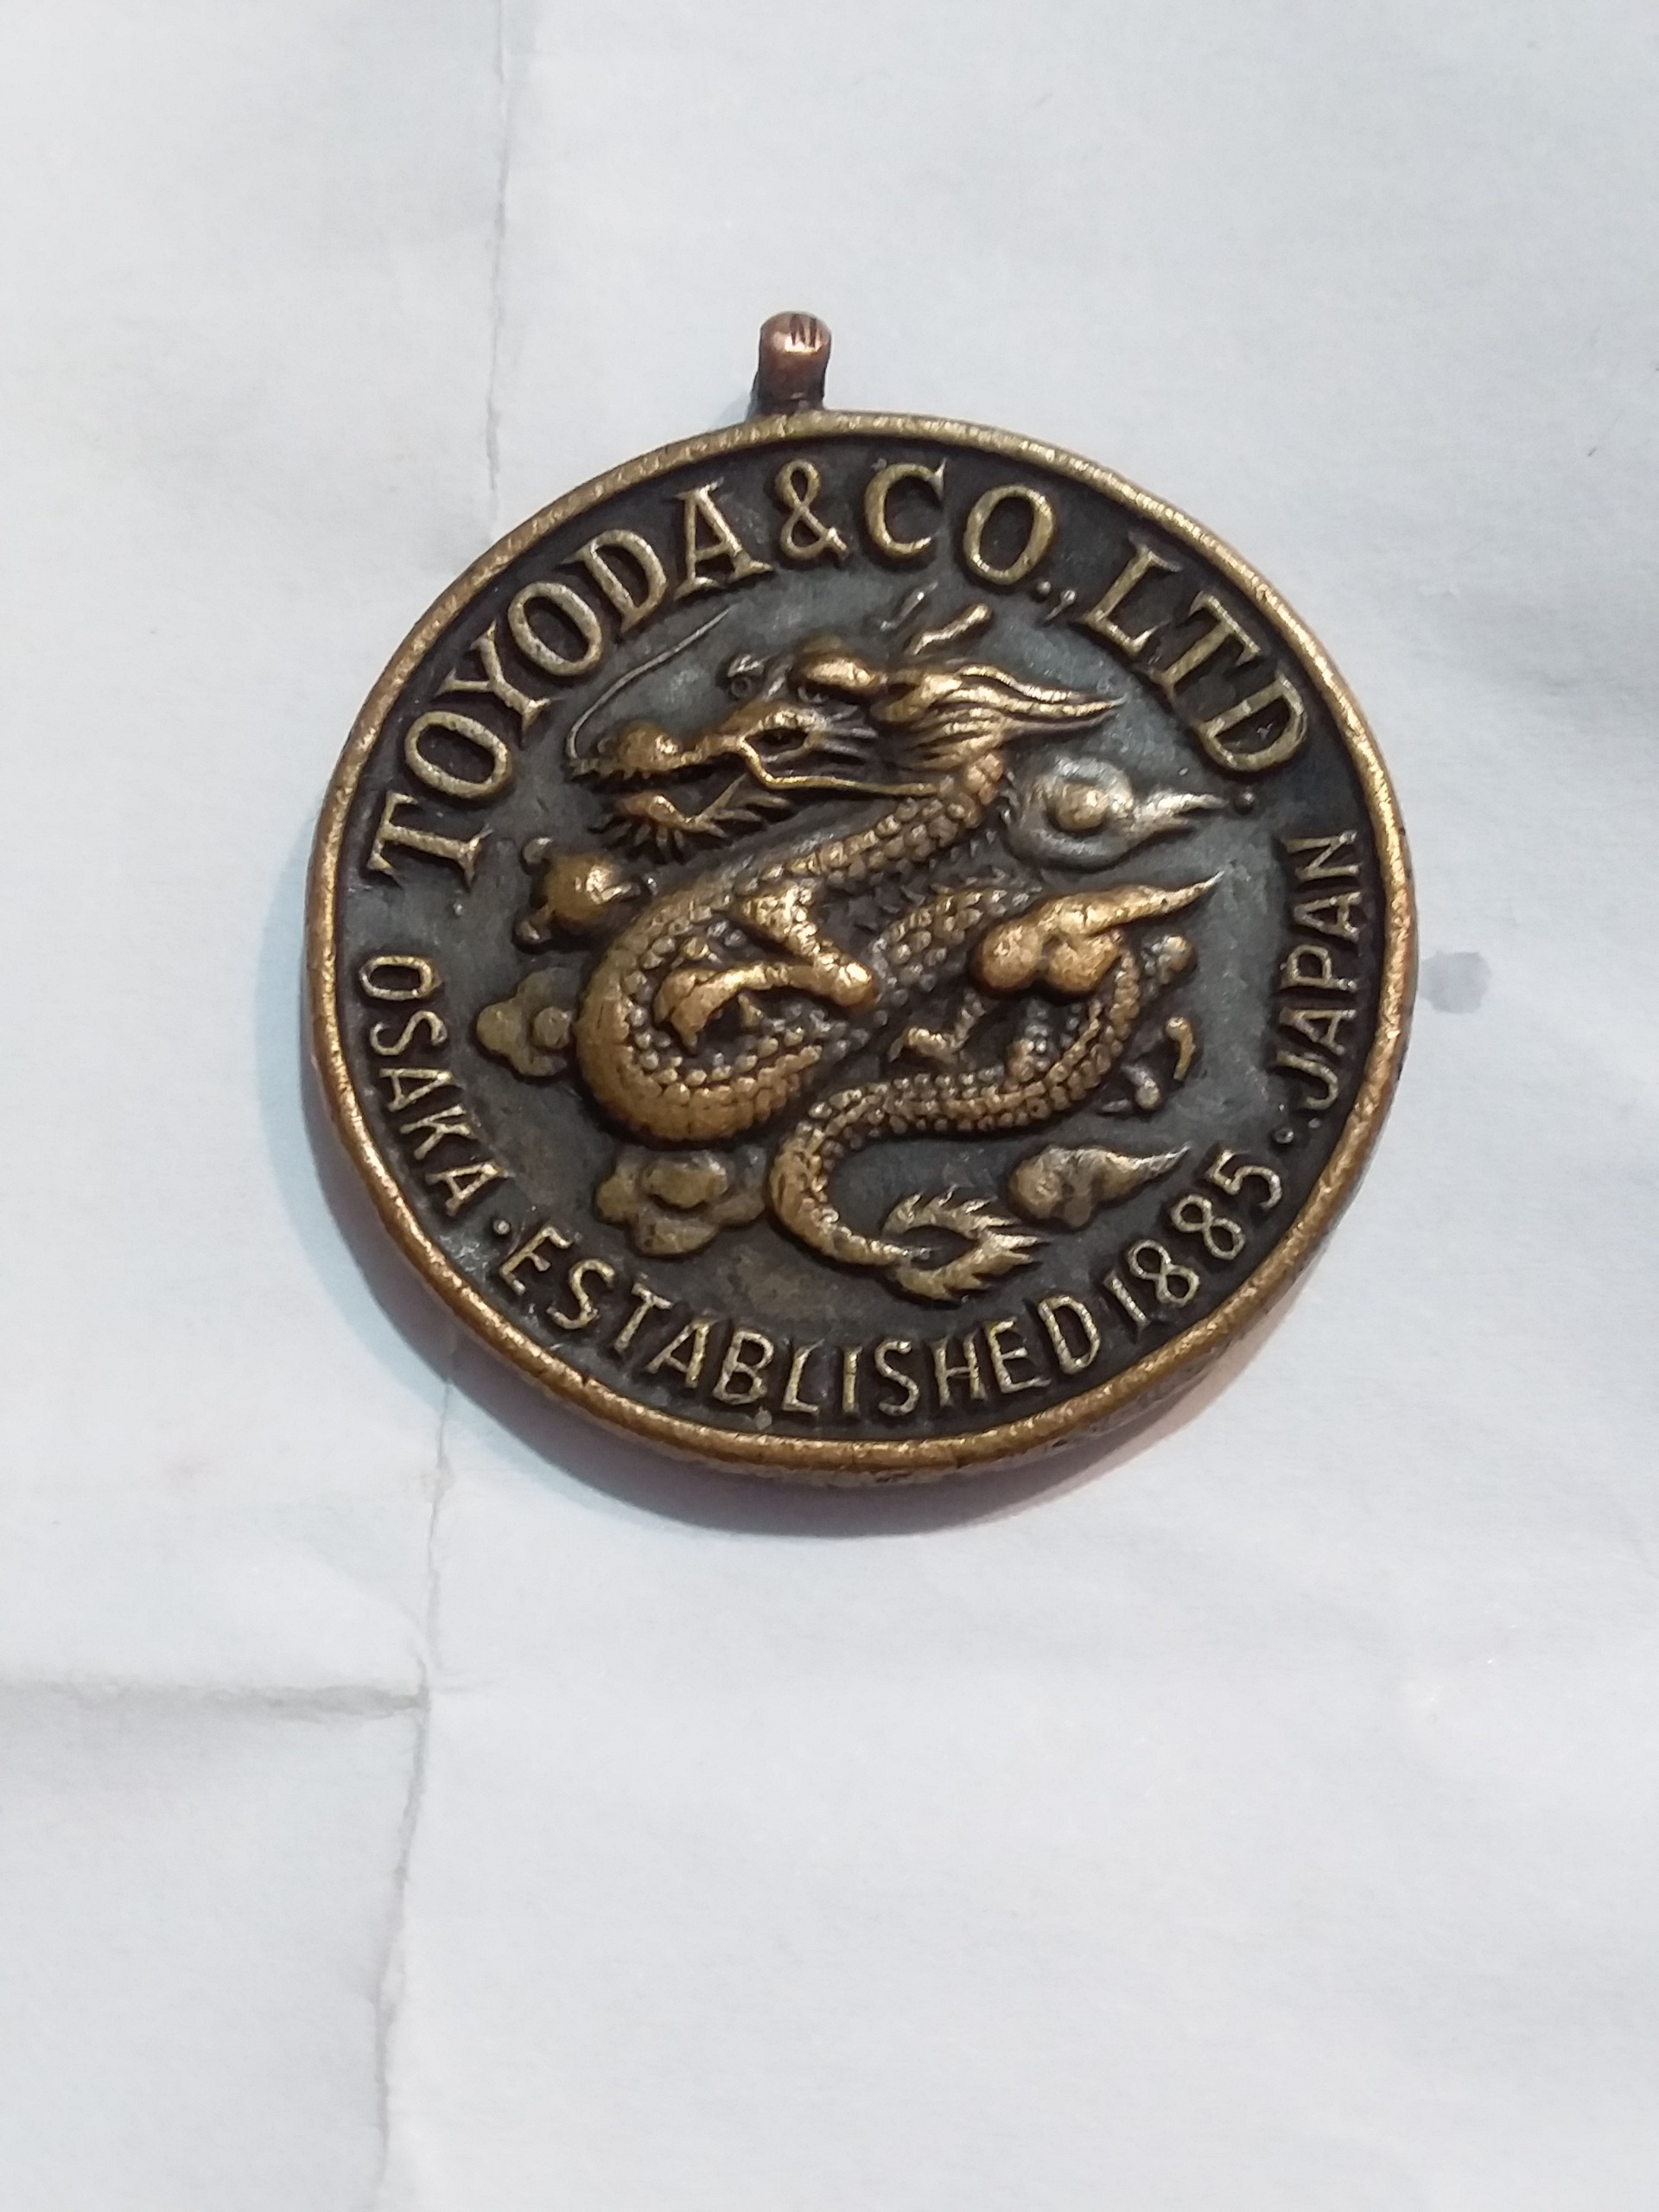 TOYODA & CO., LTD.
OSAKA · ESTABLISHED 1885 · JAPAN